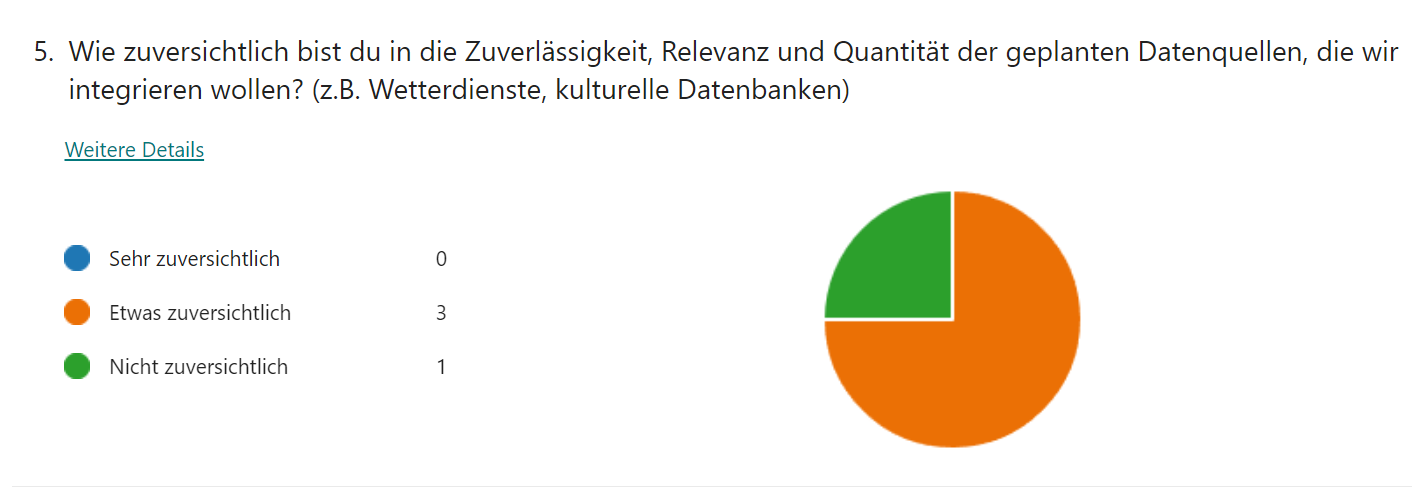 5. Wie zuversichtlich bist du in die Zuverlässigkeit, Relevanz und Quantität der geplanten Datenquellen, die wir
integrieren wollen? (z.B. Wetterdienste, kulturelle Datenbanken)
Weitere Details
Sehr zuversichtlich 0
Etwas zuversichtlich 3
Nicht zuversichtlich 1